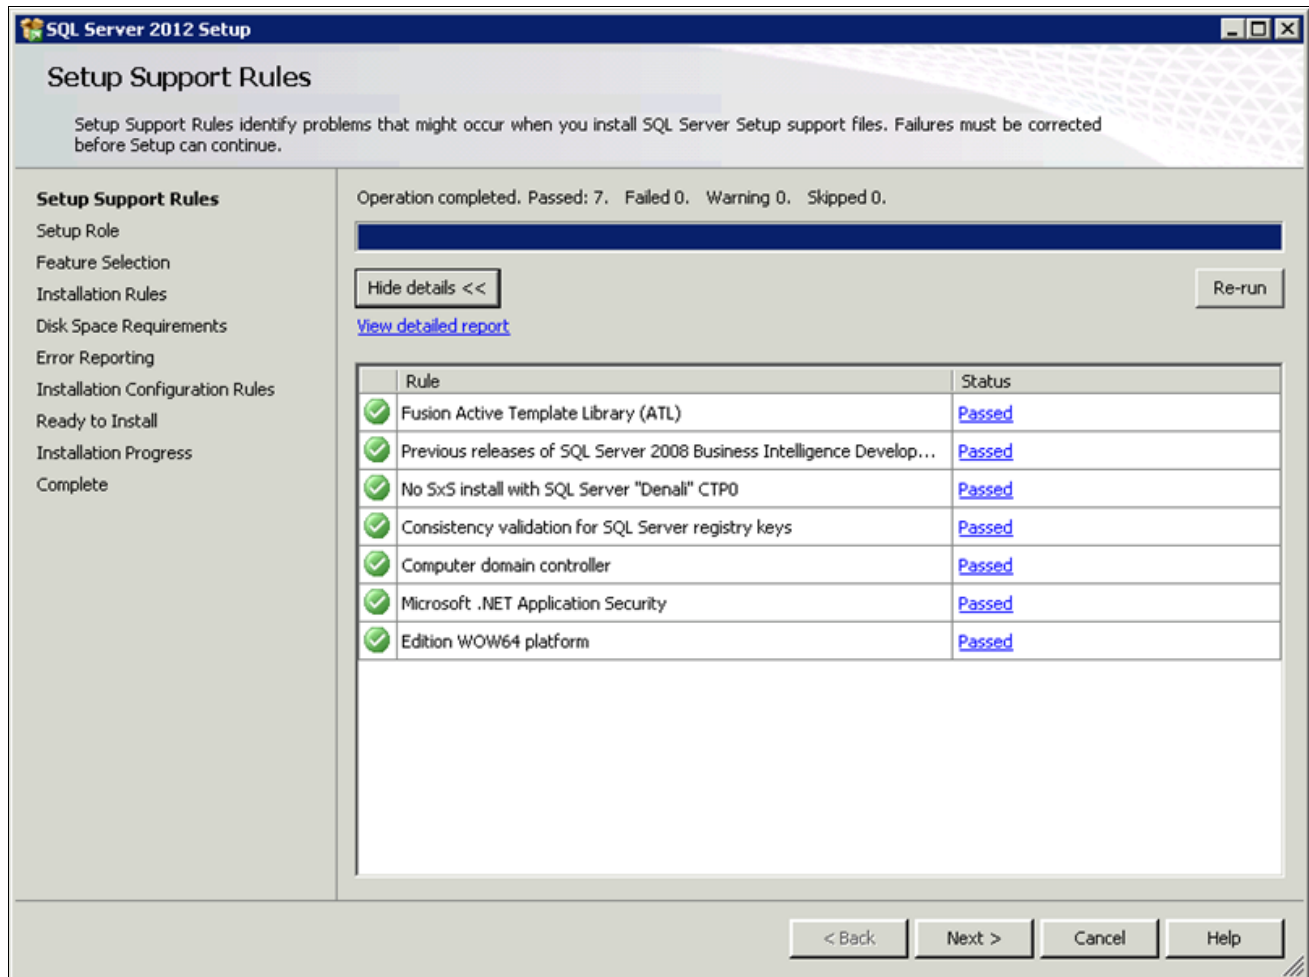 SQL Server 2012 Setup
Setup Support Rules
Setup Support Rules identify problems that might occur when you install SQL Server Setup support files. Failures must be corrected
before Setup can continue.
Setup Support Rules
Setup Role
Feature Selection
Installation Rules
Disk Space Requirements
Error Reporting
Installation Configuration Rules
Ready to Install
Installation Progress
Complete
Operation completed. Passed: 7. Failed 0. Warning 0. Skipped 0.
Hide details <<
Re-run
View detailed report
Rule Status
Fusion Active Template Library (ATL) Passed
Previous releases of SQL Server 2008 Business Intelligence Develop... Passed
No SxS install with SQL Server "Denali" CTP0 Passed
Consistency validation for SQL Server registry keys Passed
Computer domain controller Passed
Microsoft .NET Application Security Passed
Edition WOW64 platform Passed
< Back Next > Cancel Help